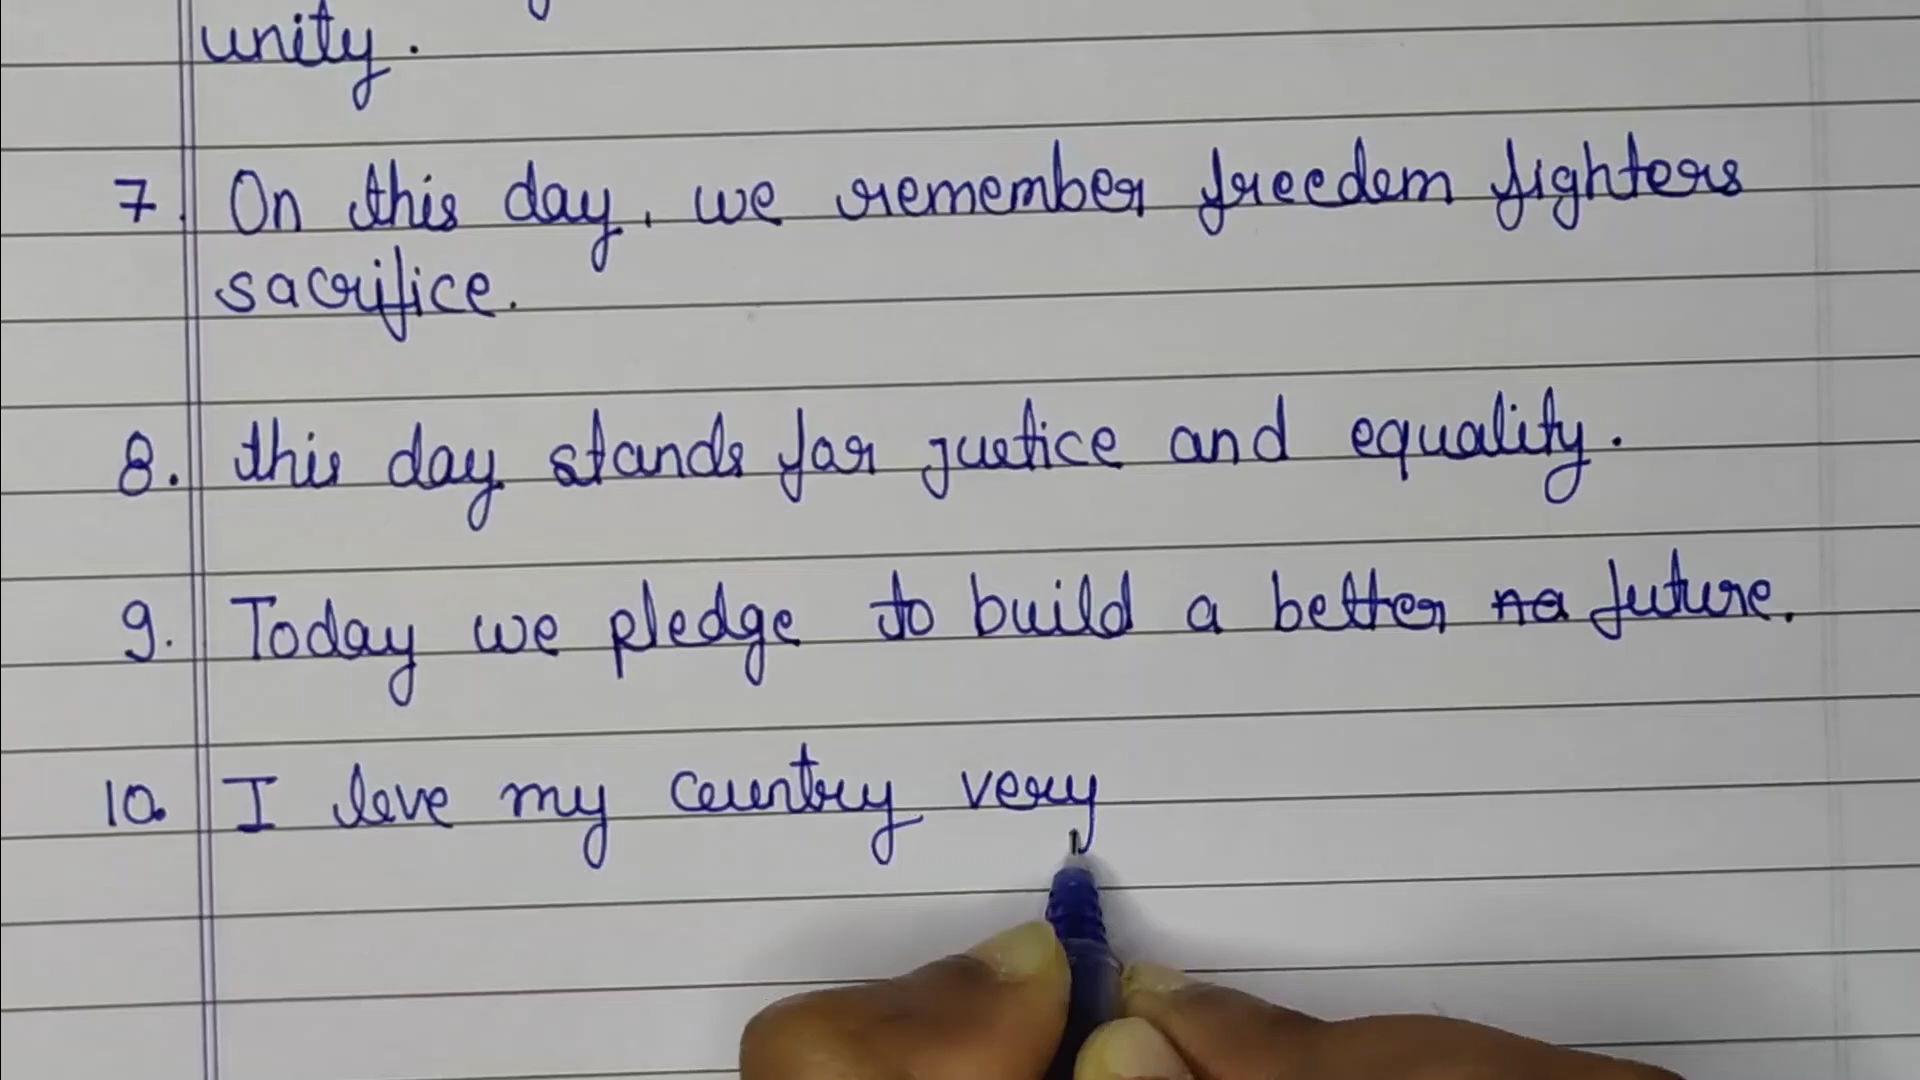 unity.
7. On this day, we remember freedom fighters
sacrifice.
8. this day stands for justice and equality.
9. Today we pledge to build a better na future.
10. I love my country very